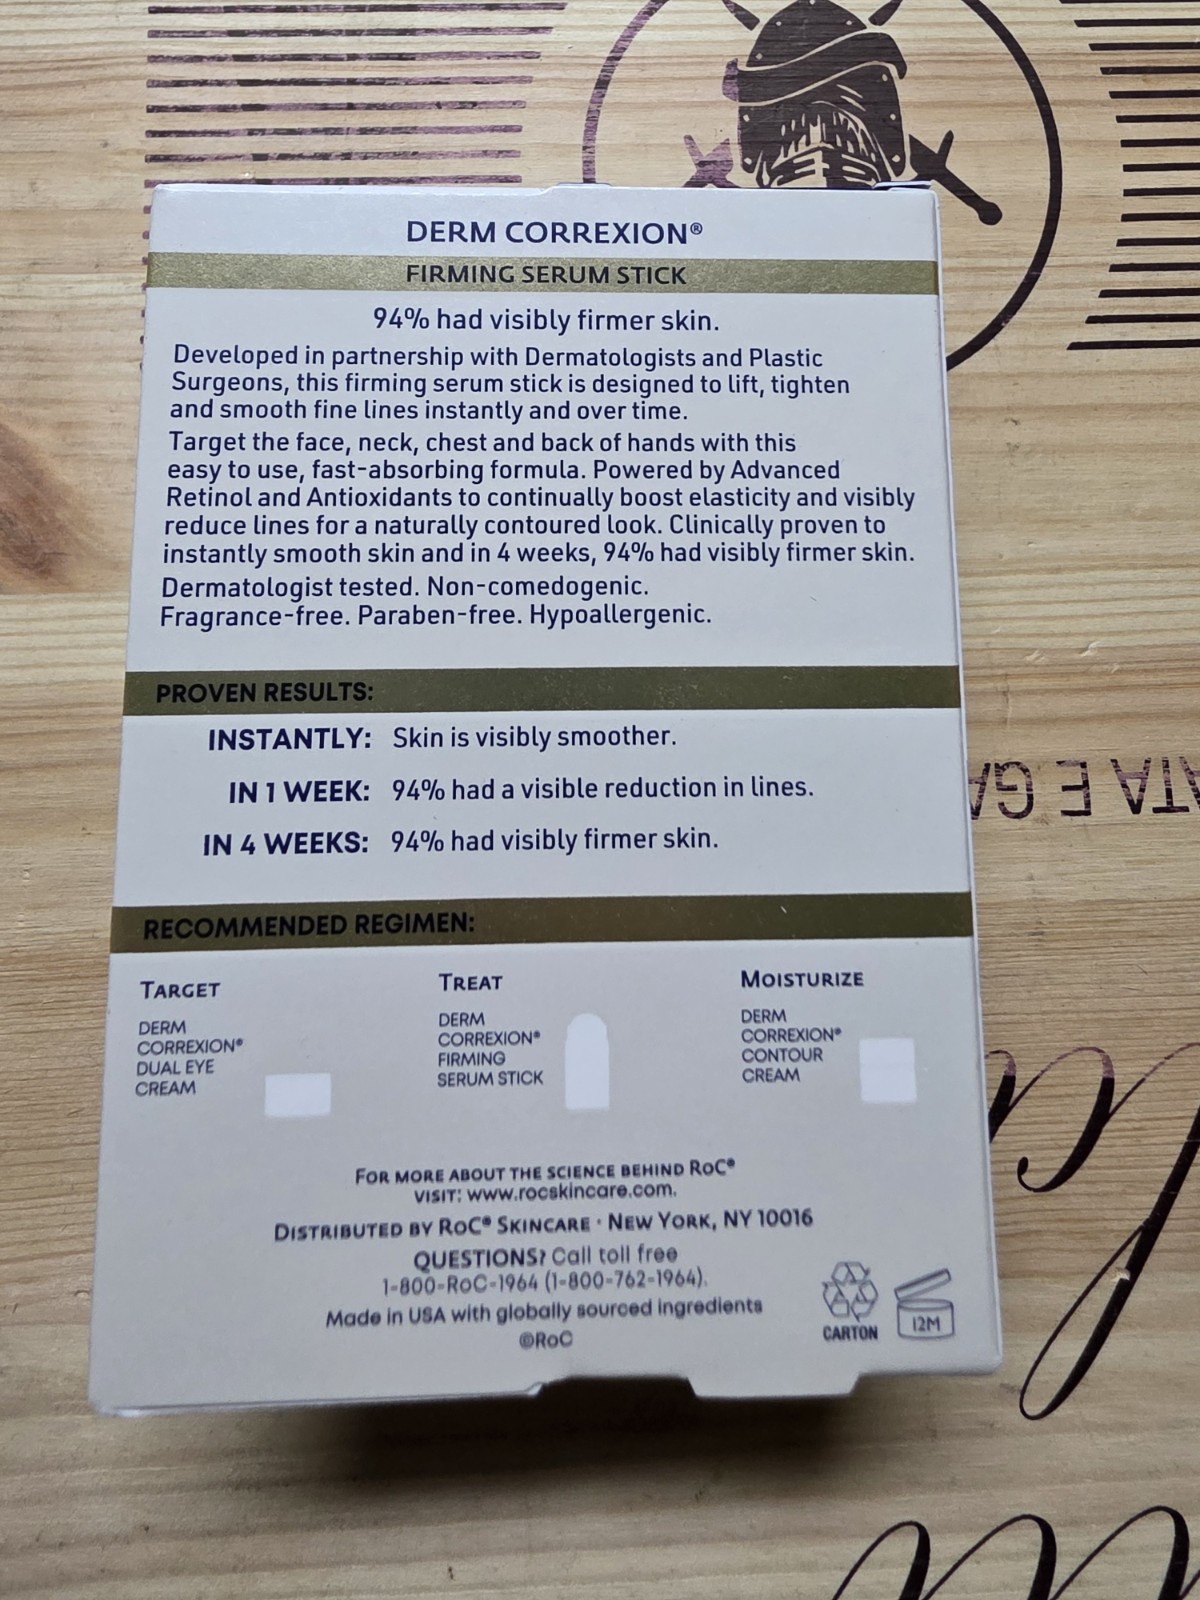 DERM CORREXION®
FIRMING SERUM STICK
94% had visibly firmer skin.
Developed in partnership with Dermatologists and Plastic
Surgeons, this firming serum stick is designed to lift, tighten
and smooth fine lines instantly and over time.
Target the face, neck, chest and back of hands with this
easy to use, fast-absorbing formula. Powered by Advanced
Retinol and Antioxidants to continually boost elasticity and visibly
reduce lines for a naturally contoured look. Clinically proven to
instantly smooth skin and in 4 weeks, 94% had visibly firmer skin.
Dermatologist tested. Non-comedogenic.
Fragrance-free. Paraben-free. Hypoallergenic.
PROVEN RESULTS:
INSTANTLY: Skin is visibly smoother.
IN 1 WEEK: 94% had a visible reduction in lines.
IN 4 WEEKS: 94% had visibly firmer skin.
RECOMMENDED REGIMEN:
TARGET
DERM
CORREXION®
DUAL EYE
CREAM
TREAT
DERM
CORREXION®
FIRMING
SERUM STICK
MOISTURIZE
DERM
CORREXION®
CONTOUR
CREAM
FOR MORE ABOUT THE SCIENCE BEHIND RoC®
VISIT: www.rocskincare.com.
DISTRIBUTED BY RoC® SKINCARE · NEW YORK, NY 10016
QUESTIONS? Call toll free
1-800-RoC-1964 (1-800-762-1964).
Made in USA with globally sourced ingredients
©RoC
CARTON
12M